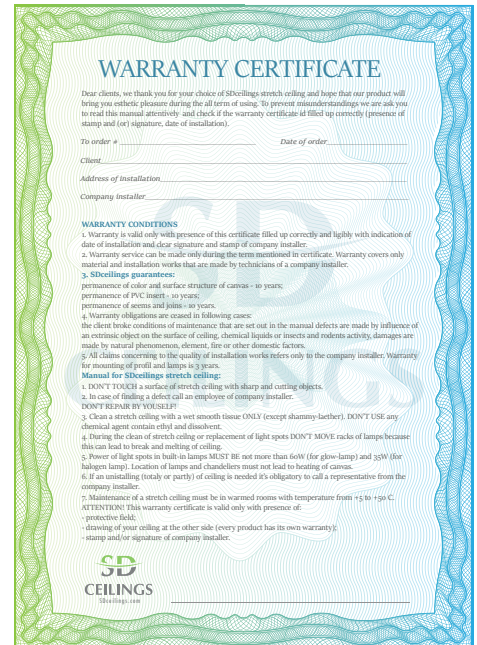 WARRANTY CERTIFICATE
Dear clients, we thank you for your choice of SDceilings stretch ceiling and hope that our product will
bring you esthetic pleasure during the all term of using. To prevent misunderstandings we are ask you
to read this manual attentively and check if the warranty certificate id filled up correctly (presence of
stamp and (or) signature, date of installation).
To order # Date of order
Client
Address of installation
Company installer
WARRANTY CONDITIONS
1. Warranty is valid only with presence of this certificate filled up correctly and ligibly with indication of
date of installation and clear signature and stamp of company installer.
2. Warranty service can be made only during the term mentioned in certificate. Warranty covers only
material and installation works that are made by technicians of a company installer.
3. SDceilings guarantees:
permanence of color and surface structure of canvas - 10 years;
permanence of PVC insert - 10 years;
permanence of seems and joins - 10 years.
4. Warranty obligations are ceased in following cases:
the client broke conditions of maintenance that are set out in the manual defects are made by influence of
an extrinsic object on the surface of ceiling, chemical liquids or insects and rodents activity, damages are
made by natural phenomenon, element, fire or other domestic factors.
5. All claims concerning to the quality of installation works refers only to the company installer. Warranty
for mounting of profil and lamps is 3 years.
Manual for SDceilings stretch ceiling:
1. DON'T TOUCH a surface of stretch ceiling with sharp and cutting objects.
2. In case of finding a defect call an employee of company installer.
DON'T REPAIR BY YOUSELF!
3. Clean a stretch ceiling with a wet smooth tissue ONLY (except shammy-laether). DON'T USE any
chemical agent contain ethyl and dissolvent.
4. During the clean of stretch ceilng or replacement of light spots DON'T MOVE racks of lamps because
this can lead to break and melting of ceiling.
5. Power of light spots in built-in lamps MUST BE not more than 60W (for glow-lamp) and 35W (for
halogen lamp). Location of lamps and chandeliers must not lead to heating of canvas.
6. If an unistalling (totaly or partly) of ceiling is needed it's obligatory to call a representative from the
company installer.
7. Maintenance of a stretch ceiling must be in warmed rooms with temperature from +5 to +50 C.
ATTENTION! This warranty certificate is valid only with presence of:
- protective field;
- drawing of your ceiling at the other side (every product has its own warranty);
- stamp and/or signature of company installer.
SD
CEILINGS
SDceilings.com